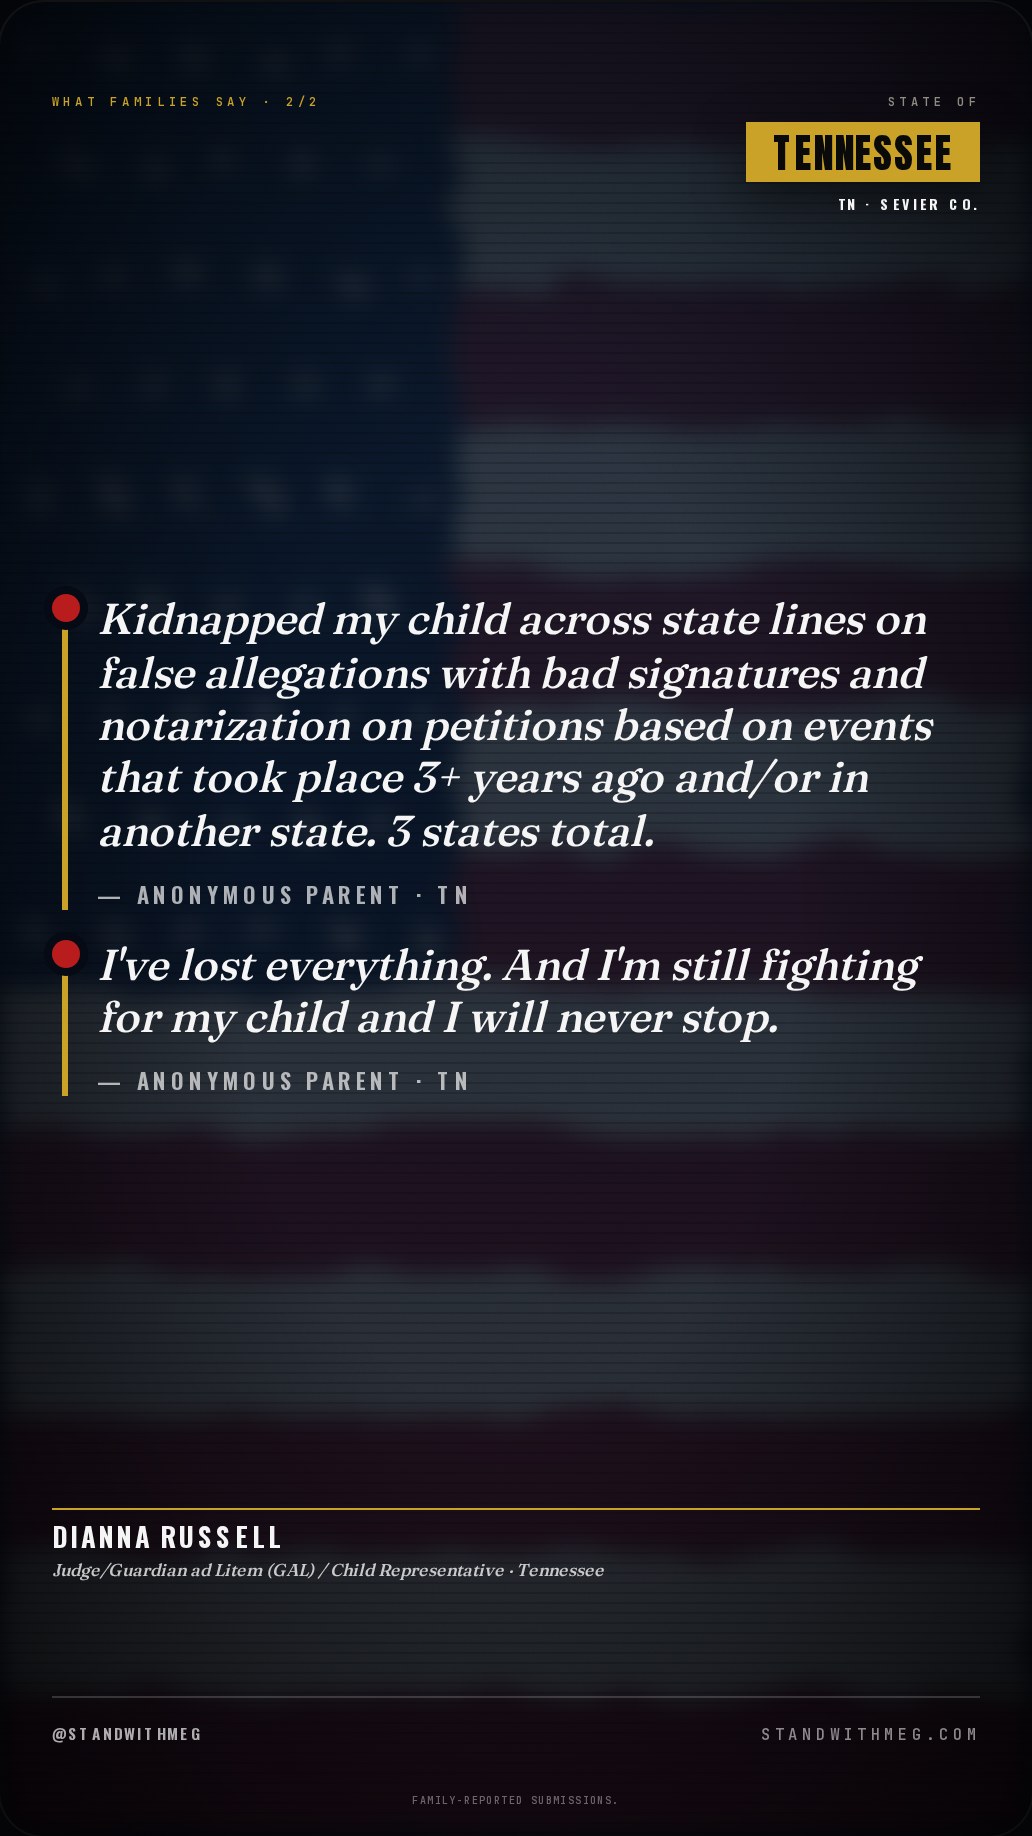 WHAT FAMILIES SAY · 2/2
STATE OF
TENNESSEE
TN · SEVIER CO.
Kidnapped my child across state lines on
false allegations with bad signatures and
notarization on petitions based on events
that took place 3+ years ago and/or in
another state. 3 states total.
— ANONYMOUS PARENT · TN
I've lost everything. And I'm still fighting
for my child and I will never stop.
— ANONYMOUS PARENT · TN
DIANNA RUSSELL
Judge/Guardian ad Litem (GAL) / Child Representative · Tennessee
@STANDWITHMEG
STANDWITHMEG.COM
FAMILY-REPORTED SUBMISSIONS.